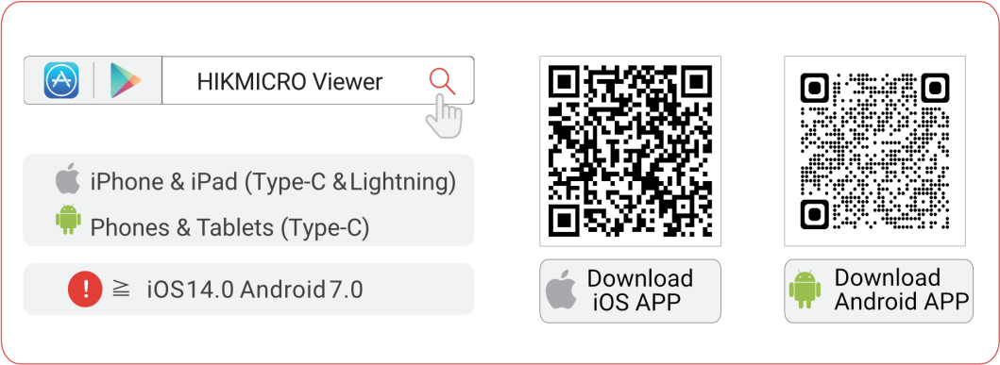 HIKMICRO Viewer
iPhone & iPad (Type-C & Lightning)
Phones & Tablets (Type-C)
! ≧ iOS14.0 Android 7.0
Download
iOS APP
Download
Android APP